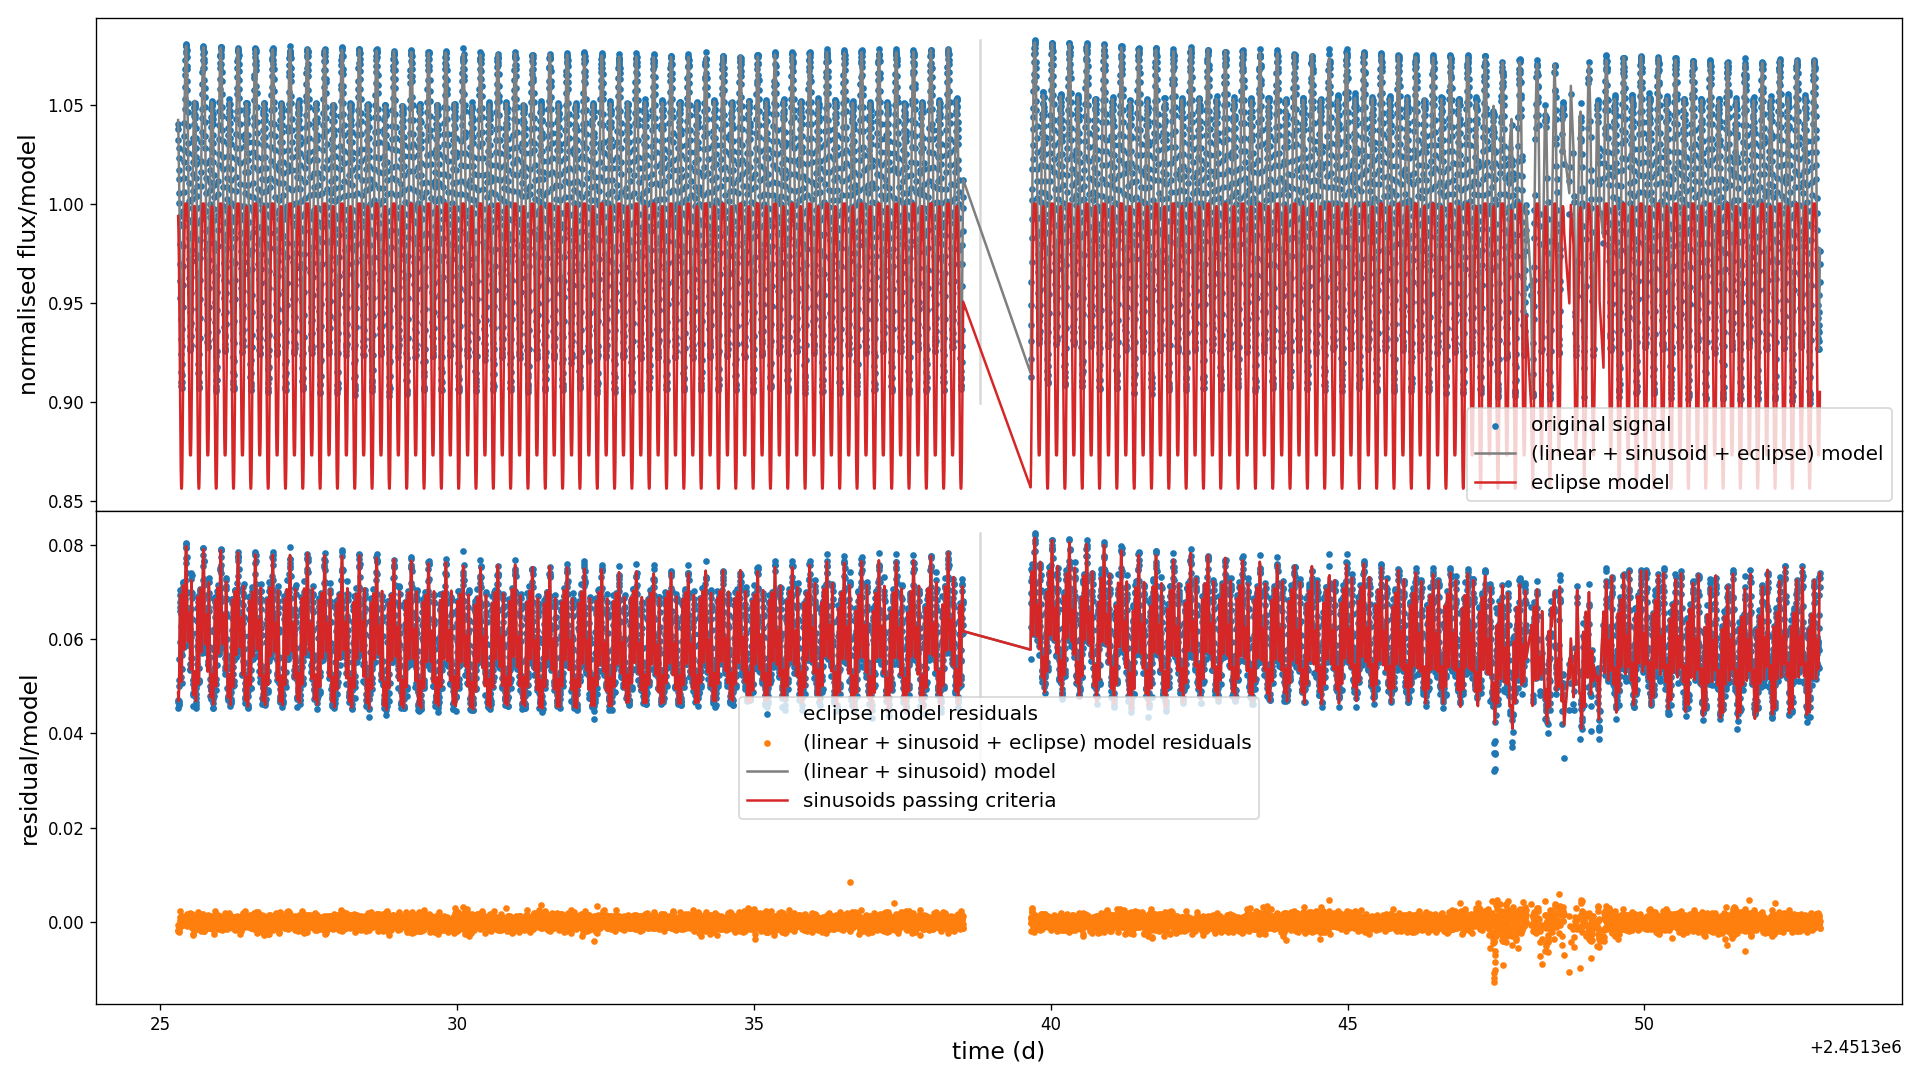 normalised flux/model
1.05
1.00
0.95
0.90
0.85
original signal
(linear + sinusoid + eclipse) model
eclipse model
residual/model
0.08
0.06
0.04
0.02
0.00
eclipse model residuals
(linear + sinusoid + eclipse) model residuals
(linear + sinusoid) model
sinusoids passing criteria
25 30 35 40 45 50
time (d)
+2.4513e6